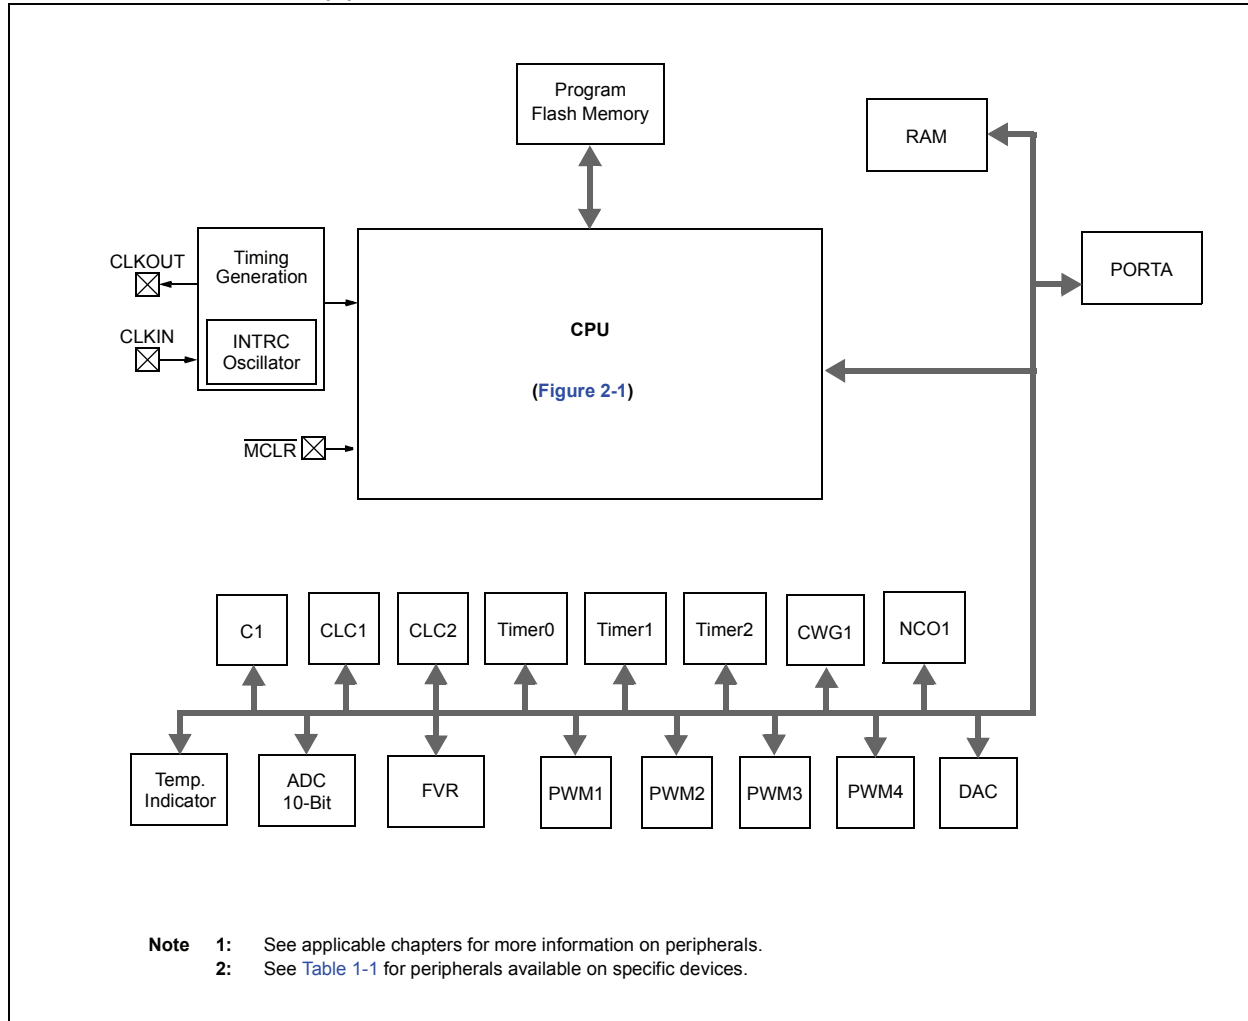 Program
Flash Memory
RAM
CLKOUT
Timing
Generation
PORTA
CLKIN
INTRC
Oscillator
CPU
(Figure 2-1)
MCLR
C1
CLC1
CLC2
Timer0
Timer1
Timer2
CWG1
NCO1
Temp.
Indicator
ADC
10-Bit
FVR
PWM1
PWM2
PWM3
PWM4
DAC
Note 1: See applicable chapters for more information on peripherals.
2: See Table 1-1 for peripherals available on specific devices.